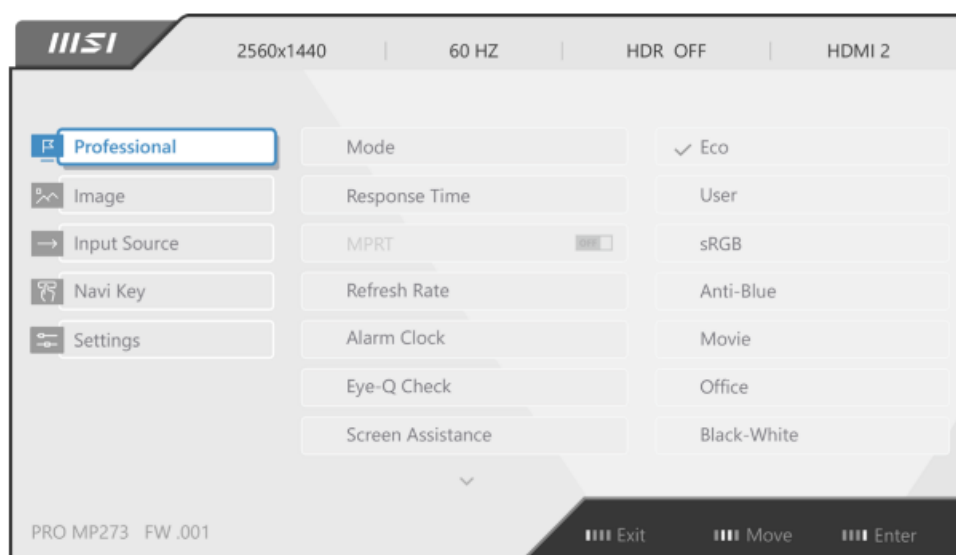 msi
2560x1440 60 HZ HDR OFF HDMI 2
Professional Mode Eco
Image Response Time User
Input Source MPRT OFF sRGB
Navi Key Refresh Rate Anti-Blue
Settings Alarm Clock Movie
Eye-Q Check Office
Screen Assistance Black-White
PRO MP273 FW .001 Exit Move Enter